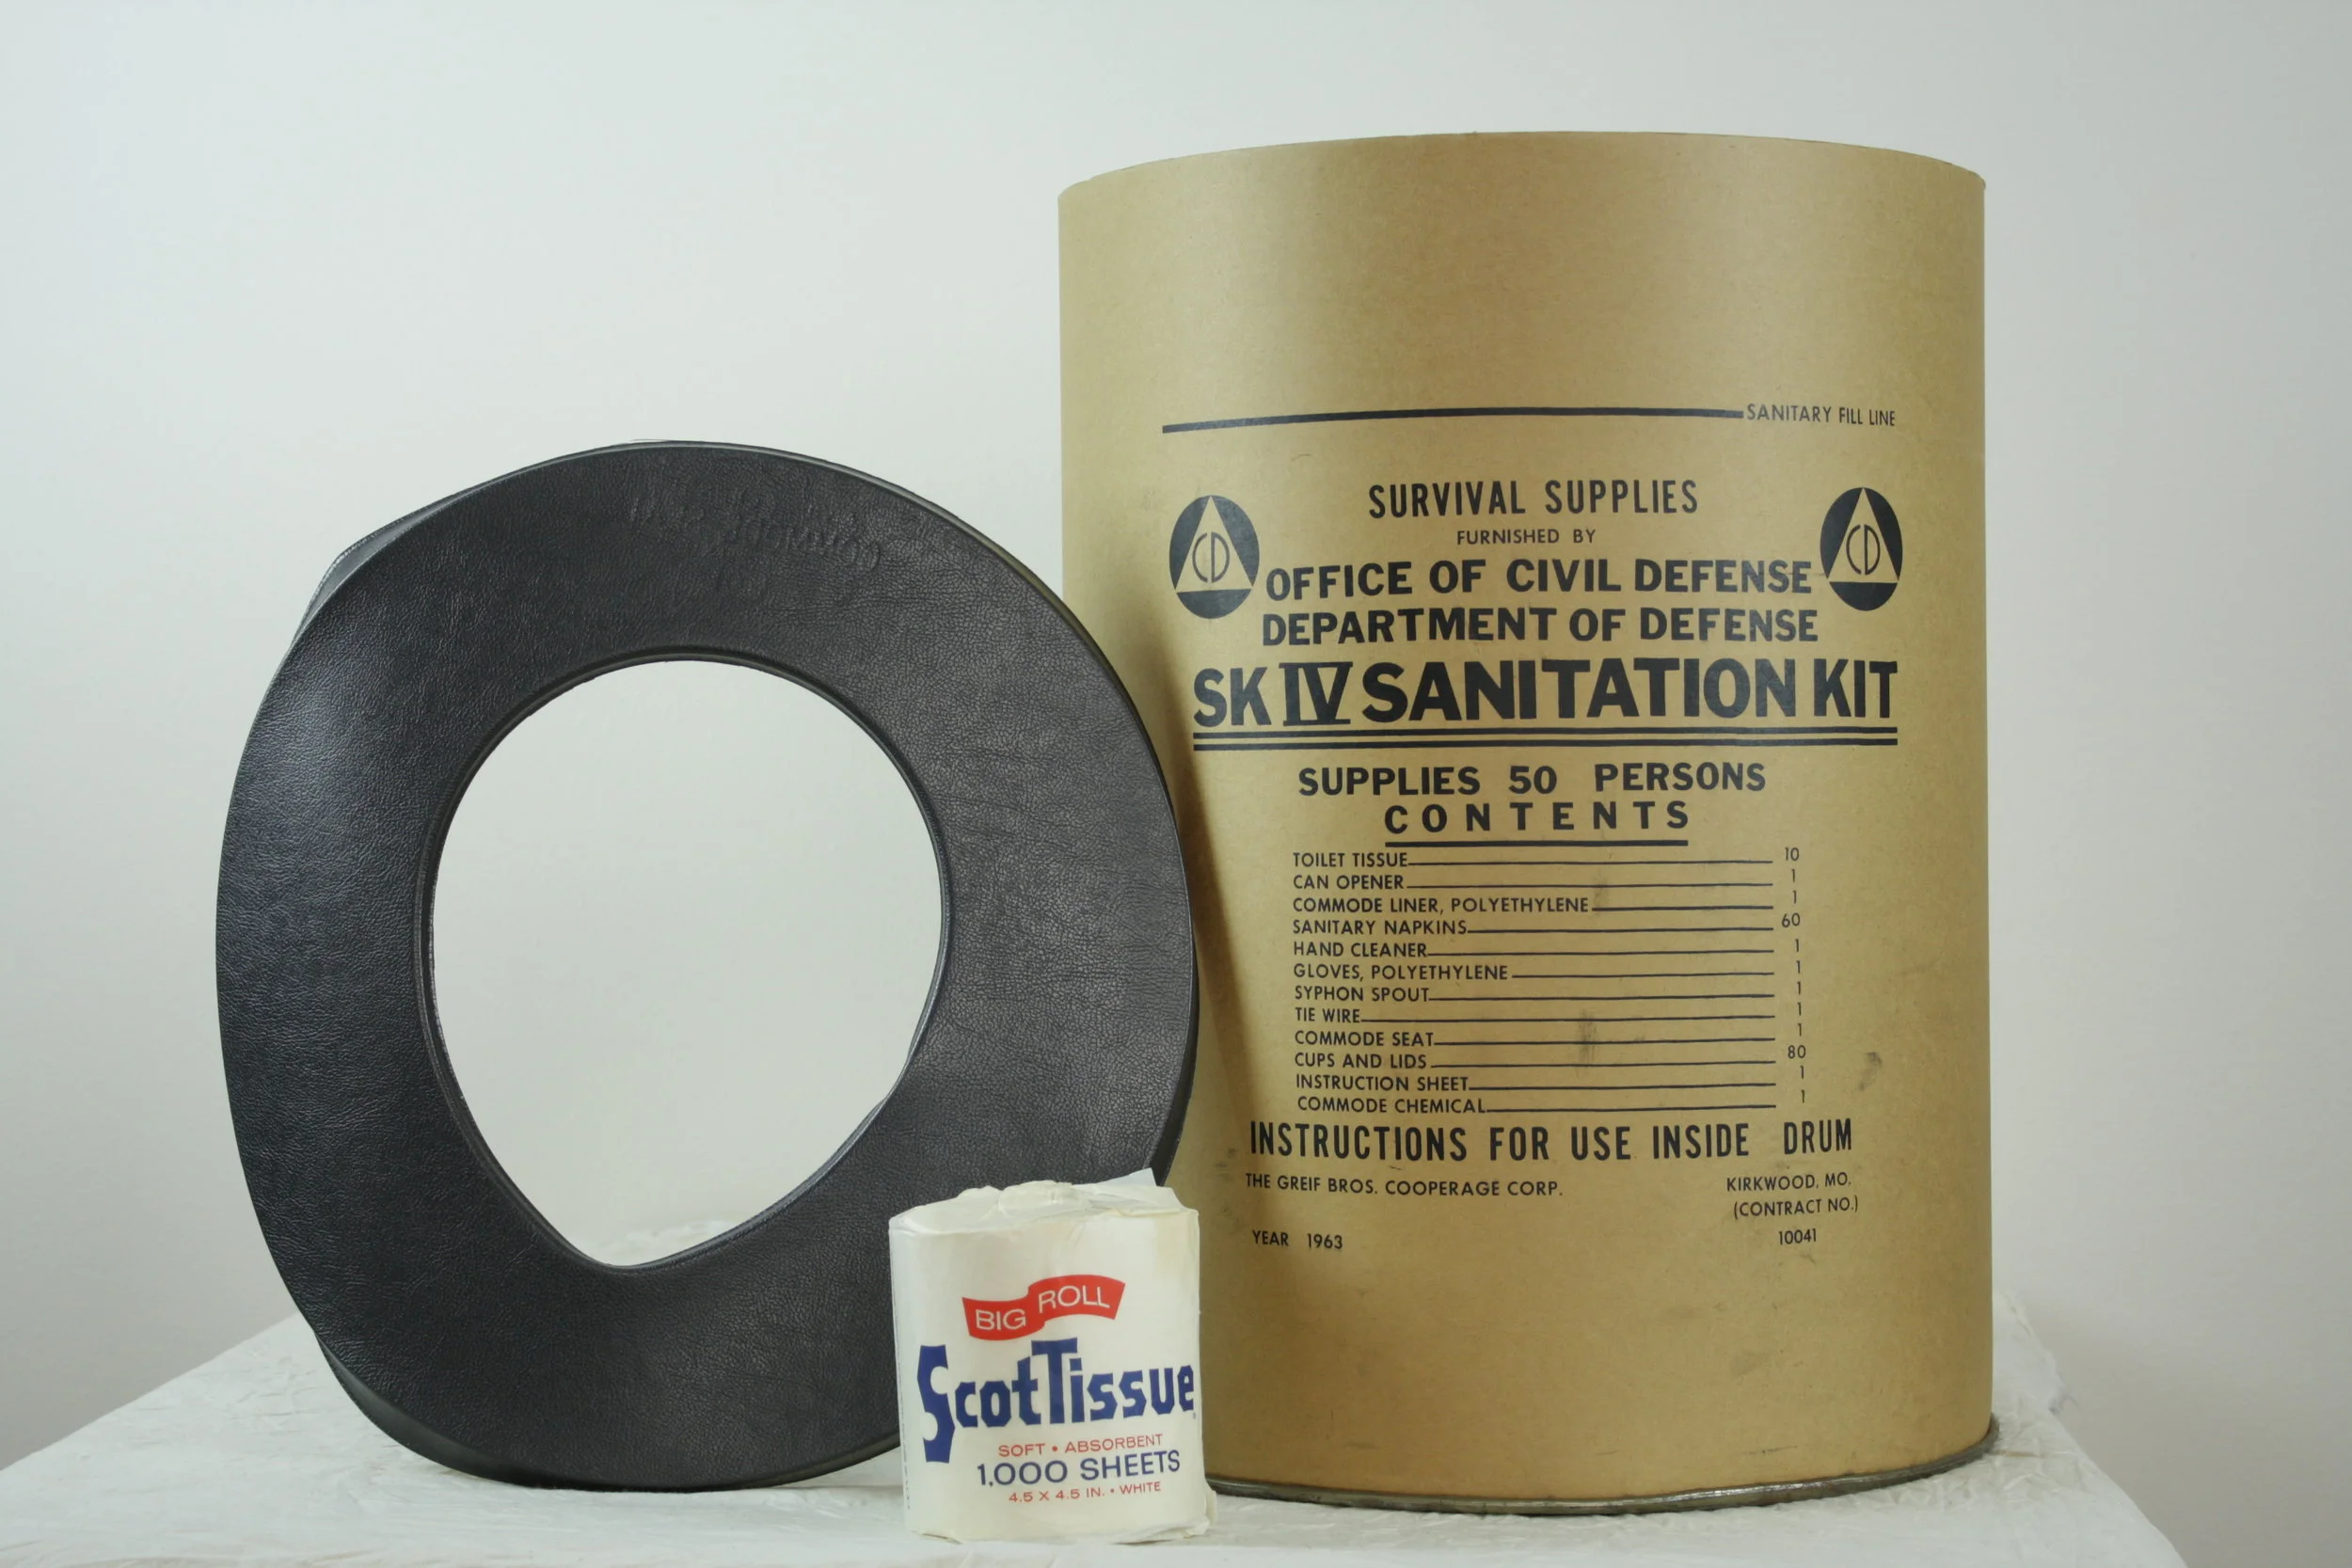 SANITARY FILL LINE
SURVIVAL SUPPLIES
FURNISHED BY
CD
CD
OFFICE OF CIVIL DEFENSE
DEPARTMENT OF DEFENSE
SK IV SANITATION KIT
SUPPLIES 50 PERSONS
CONTENTS
TOILET TISSUE 10
CAN OPENER 1
COMMODE LINER, POLYETHYLENE 1
SANITARY NAPKINS 60
HAND CLEANER 1
GLOVES, POLYETHYLENE 1
SYPHON SPOUT 1
TIE WIRE 1
COMMODE SEAT 1
CUPS AND LIDS 80
INSTRUCTION SHEET 1
COMMODE CHEMICAL 1
INSTRUCTIONS FOR USE INSIDE DRUM
THE GREIF BROS. COOPERAGE CORP. KIRKWOOD, MO.
(CONTRACT NO.)
YEAR 1963 10041
BIG ROLL
ScotTissue
SOFT • ABSORBENT
1,000 SHEETS
4.5 X 4.5 IN. • WHITE